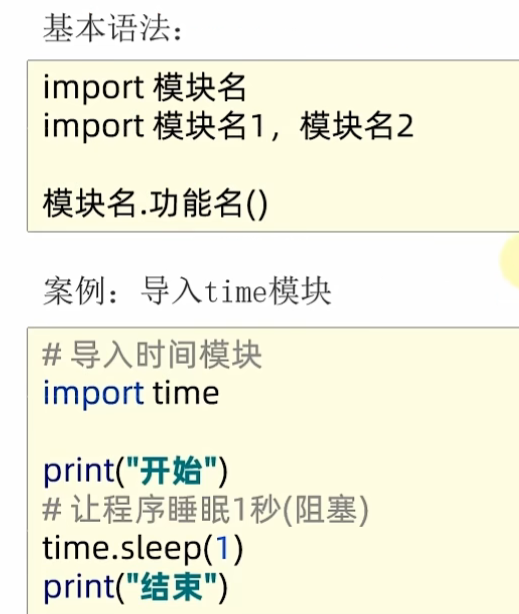 基本语法：
import 模块名
import 模块名1，模块名2
模块名.功能名()
案例：导入time模块
# 导入时间模块
import time
print("开始")
# 让程序睡眠1秒(阻塞)
time.sleep(1)
print("结束")